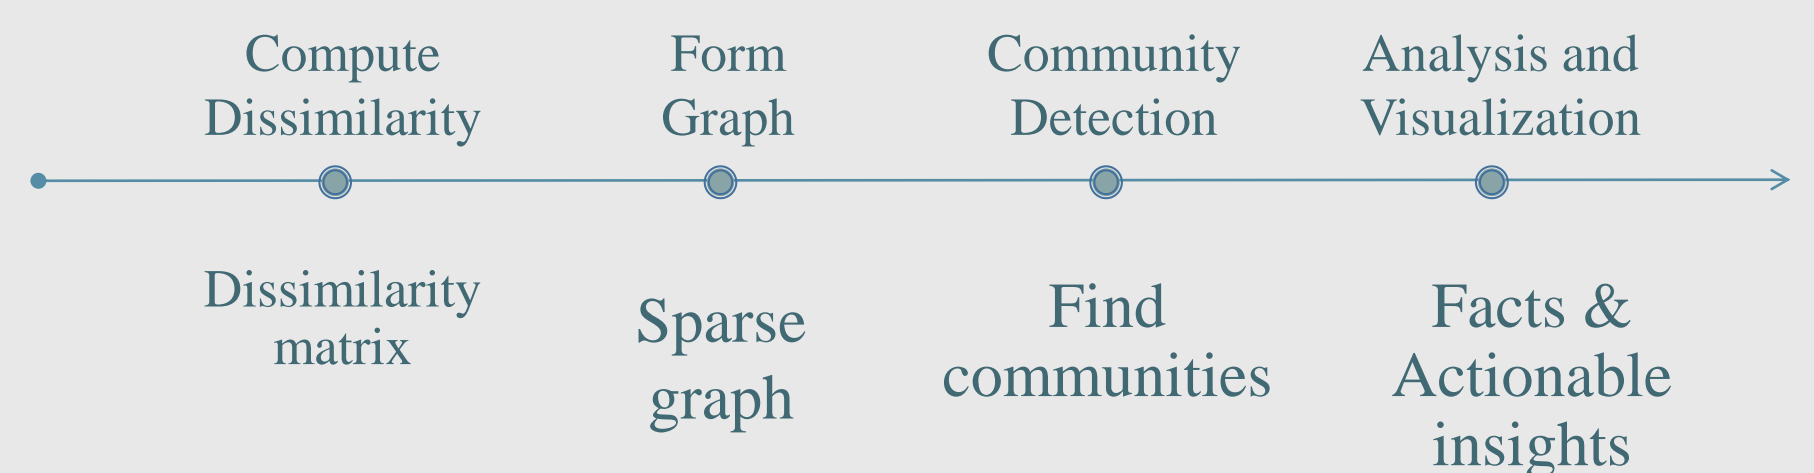 Compute
Dissimilarity
Form
Graph
Community
Detection
Analysis and
Visualization
Dissimilarity
matrix
Sparse
graph
Find
communities
Facts &
Actionable
insights